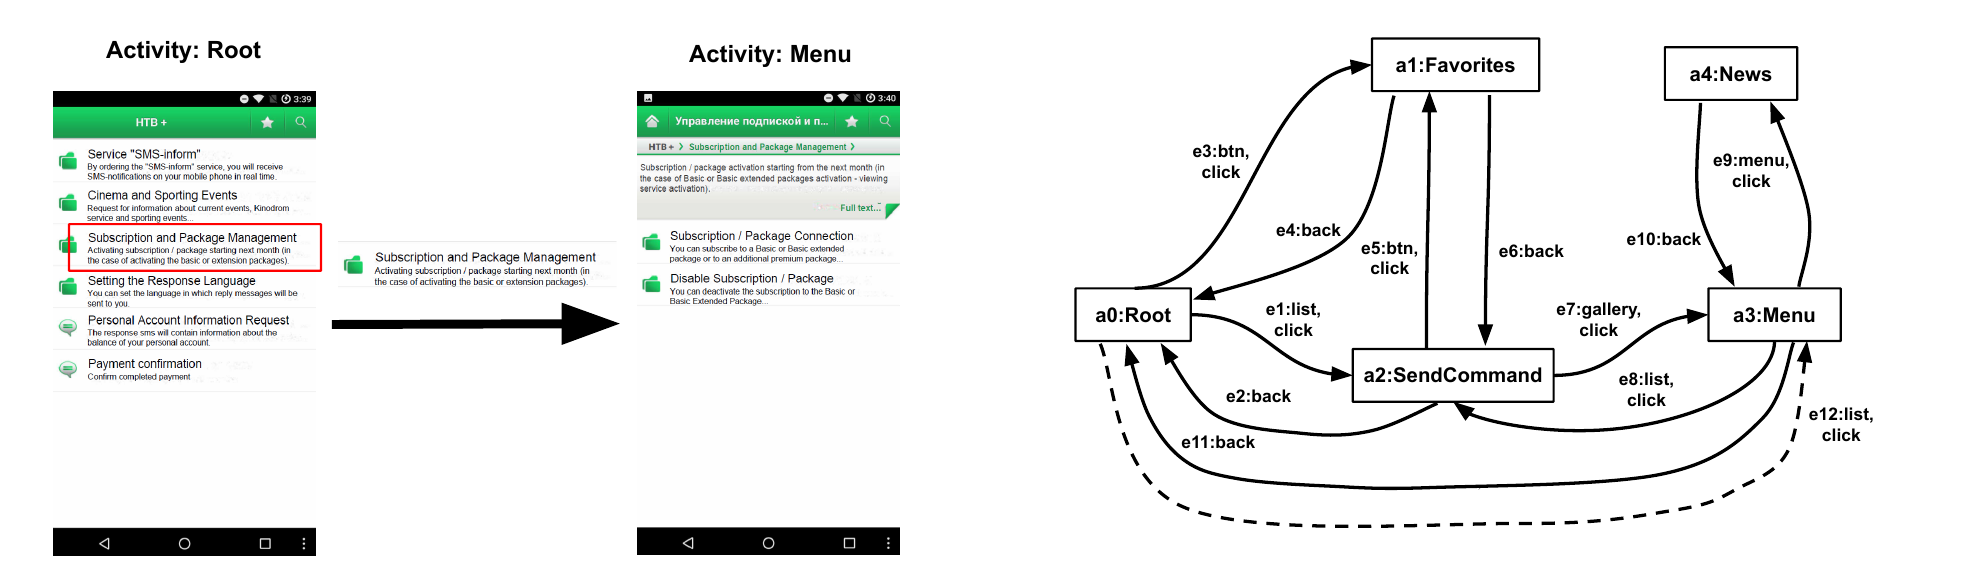 Activity: Root
3:39
НТВ +
Service "SMS-inform"
By ordering the "SMS-inform" service, you will receive
SMS-notifications on your mobile phone in real time.
Cinema and Sporting Events
Request for information about current events, Kinodrom
service and sporting events...
Subscription and Package Management
Activating subscription / package starting next month (in
the case of activating the basic or extension packages).
Setting the Response Language
You can set the language in which reply messages will be
sent to you.
Personal Account Information Request
The response sms will contain information about the
balance of your personal account.
Payment confirmation
Confirm completed payment
Subscription and Package Management
Activating subscription / package starting next month (in
the case of activating the basic or extension packages).
Activity: Menu
3:40
Управление подпиской и п...
НТВ + > Subscription and Package Management >
Subscription / package activation starting from the next month (in
the case of Basic or Basic extended packages activation - viewing
service activation).
Full text...
Subscription / Package Connection
You can subscribe to a Basic or Basic extended
package or to an additional premium package...
Disable Subscription / Package
You can deactivate the subscription to the Basic or
Basic Extended Package...
a1:Favorites
a4:News
e3:btn,
click
e9:menu,
click
e4:back
e5:btn,
click
e6:back
e10:back
a0:Root
e1:list,
click
e7:gallery,
click
a3:Menu
a2:SendCommand
e2:back
e8:list,
click
e11:back
e12:list,
click